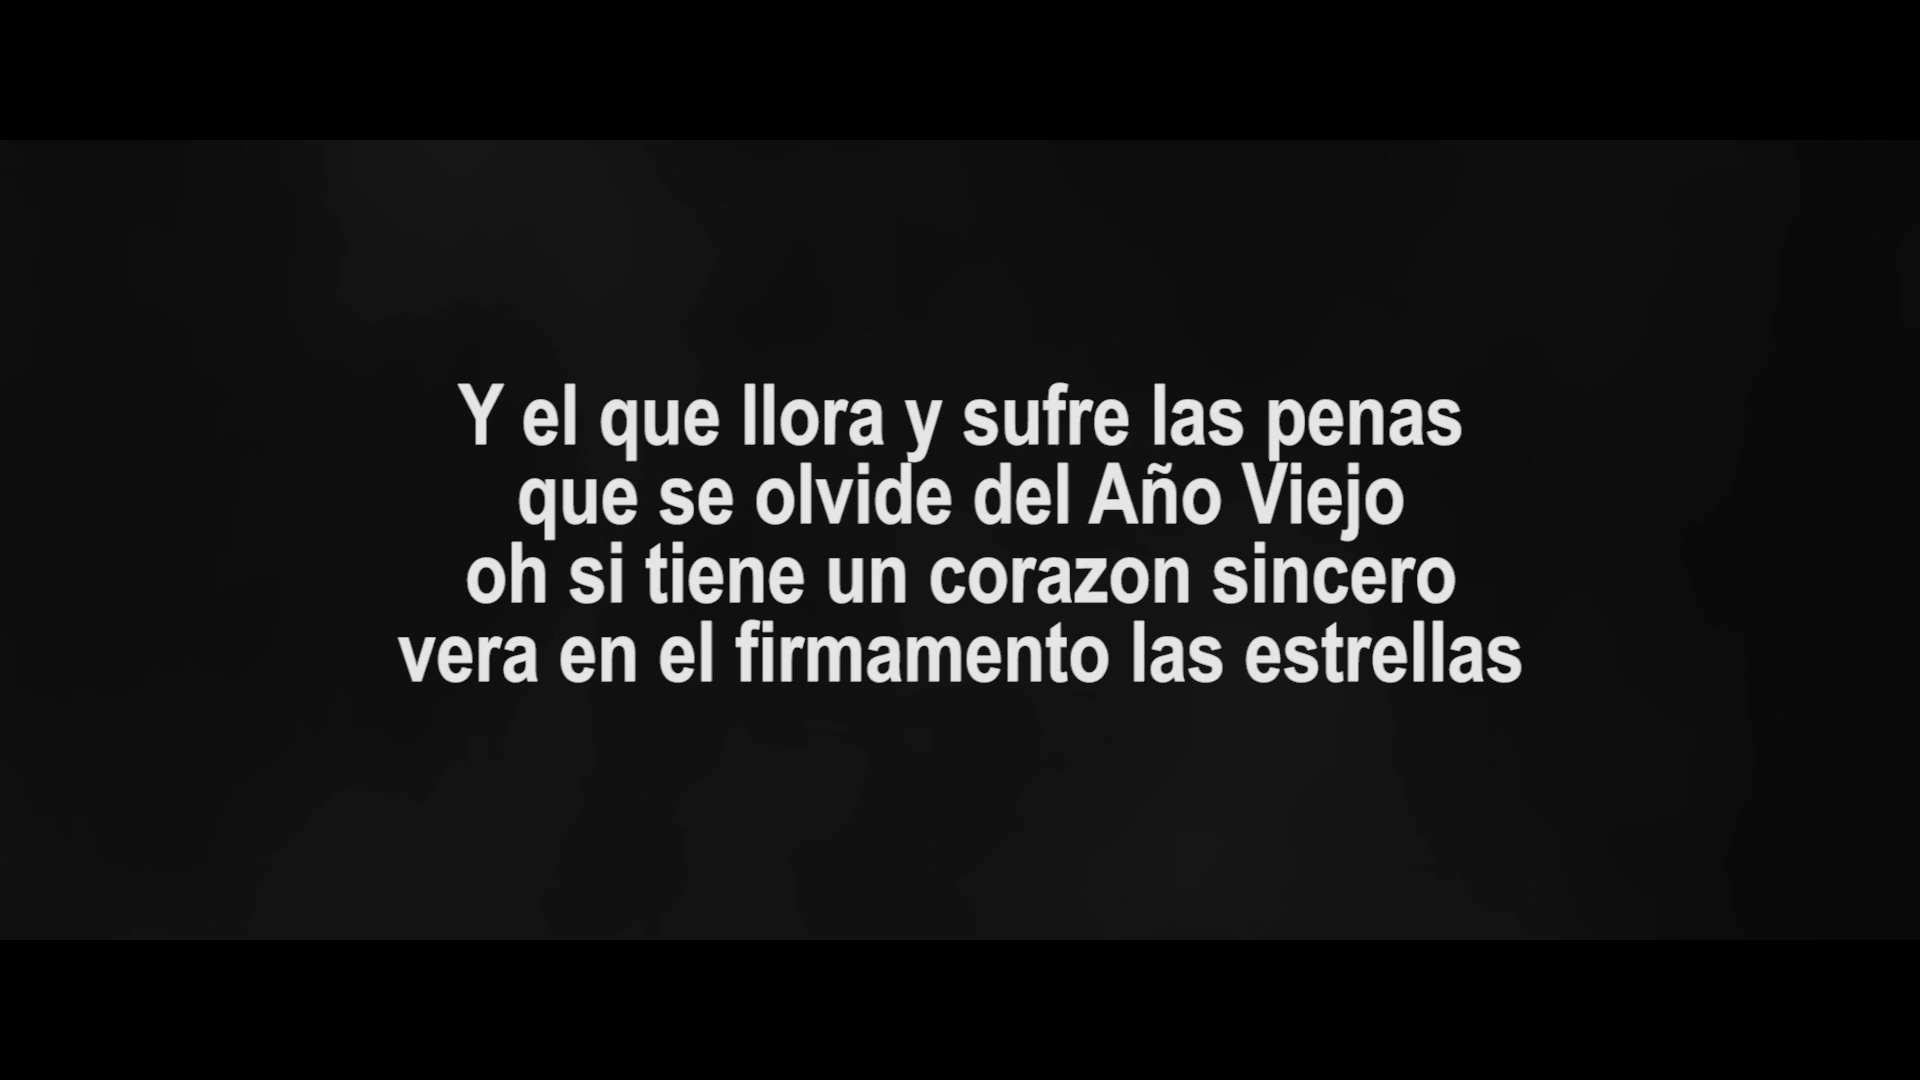 Y el que llora y sufre las penas
que se olvide del Año Viejo
oh si tiene un corazon sincero
vera en el firmamento las estrellas